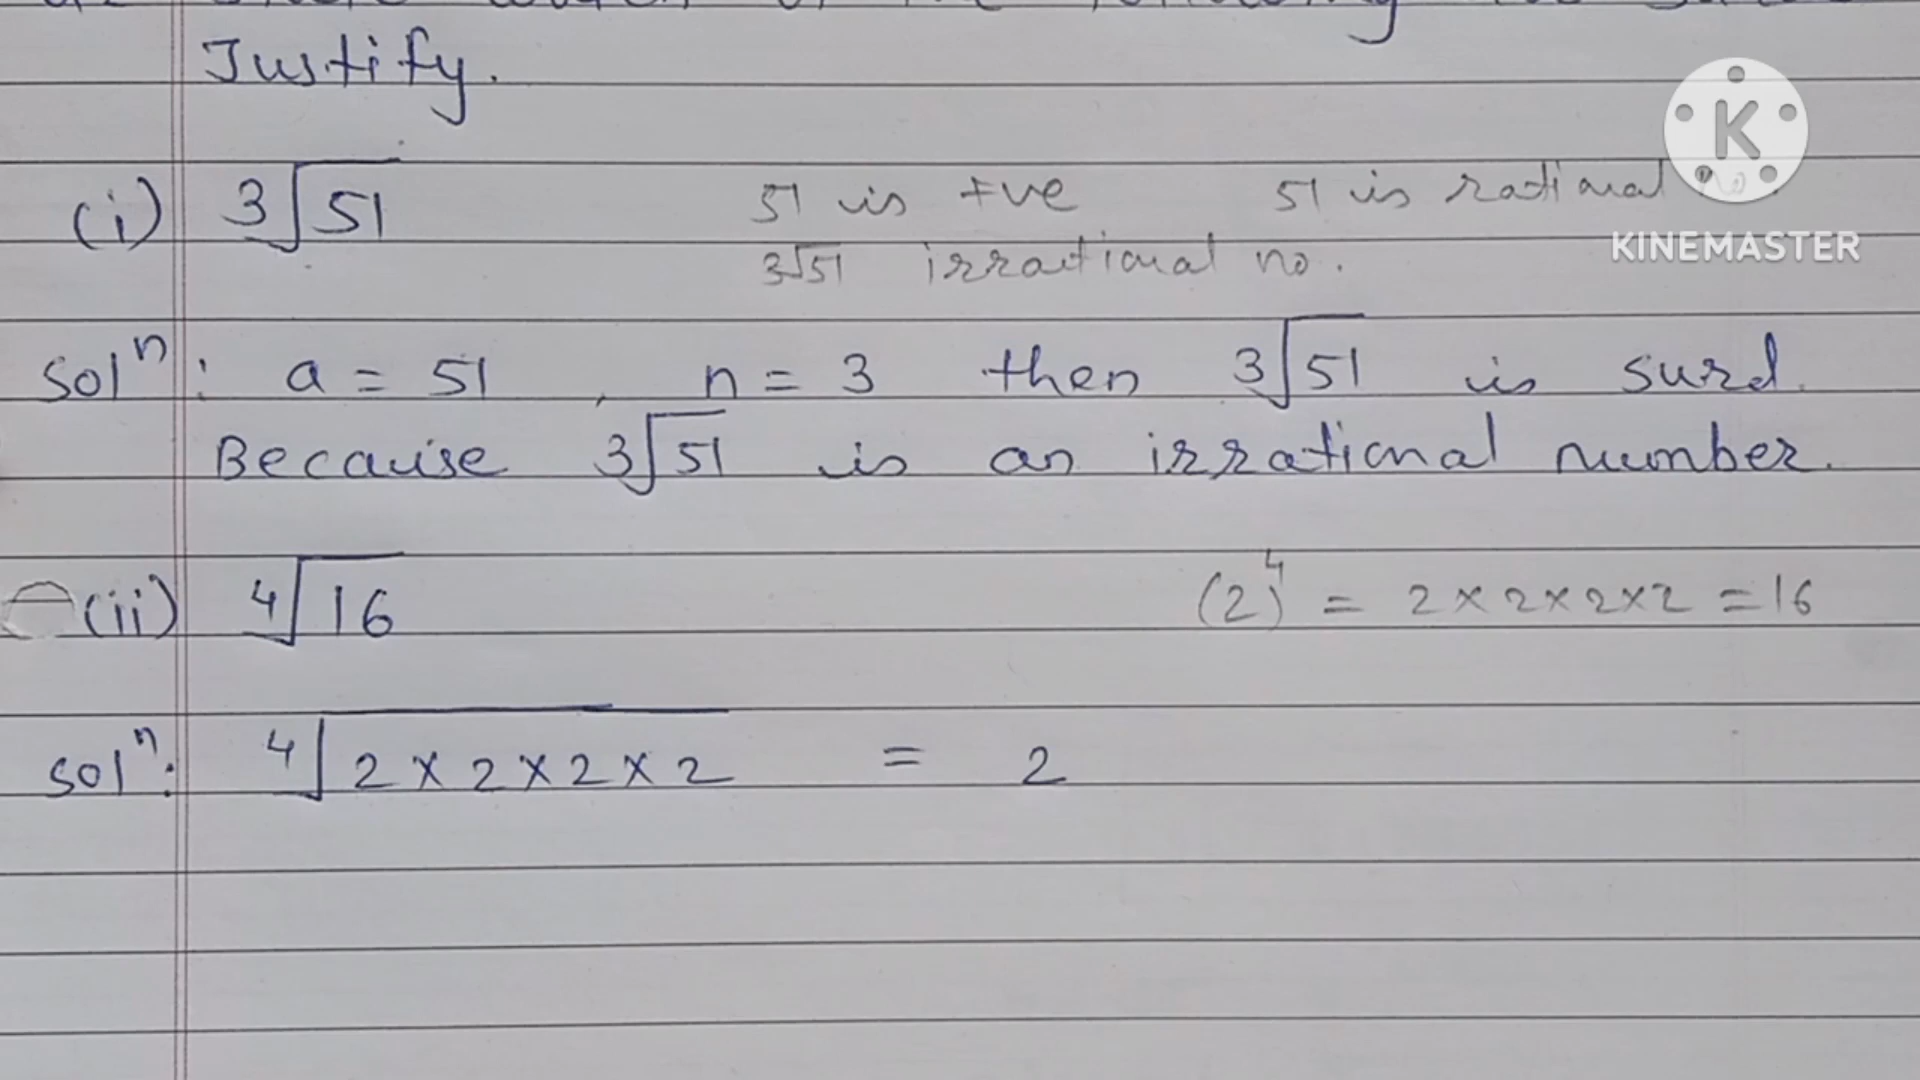 Justify.
(i) ³√51 51 is +ve 51 is rational no
³√51 irrational no.
KINEMASTER
Solⁿ: a = 51 , n = 3 then ³√51 is surd.
Because ³√51 is an irrational number.
(ii) ⁴√16 (2)⁴ = 2×2×2×2 = 16
Solⁿ: ⁴√2×2×2×2 = 2